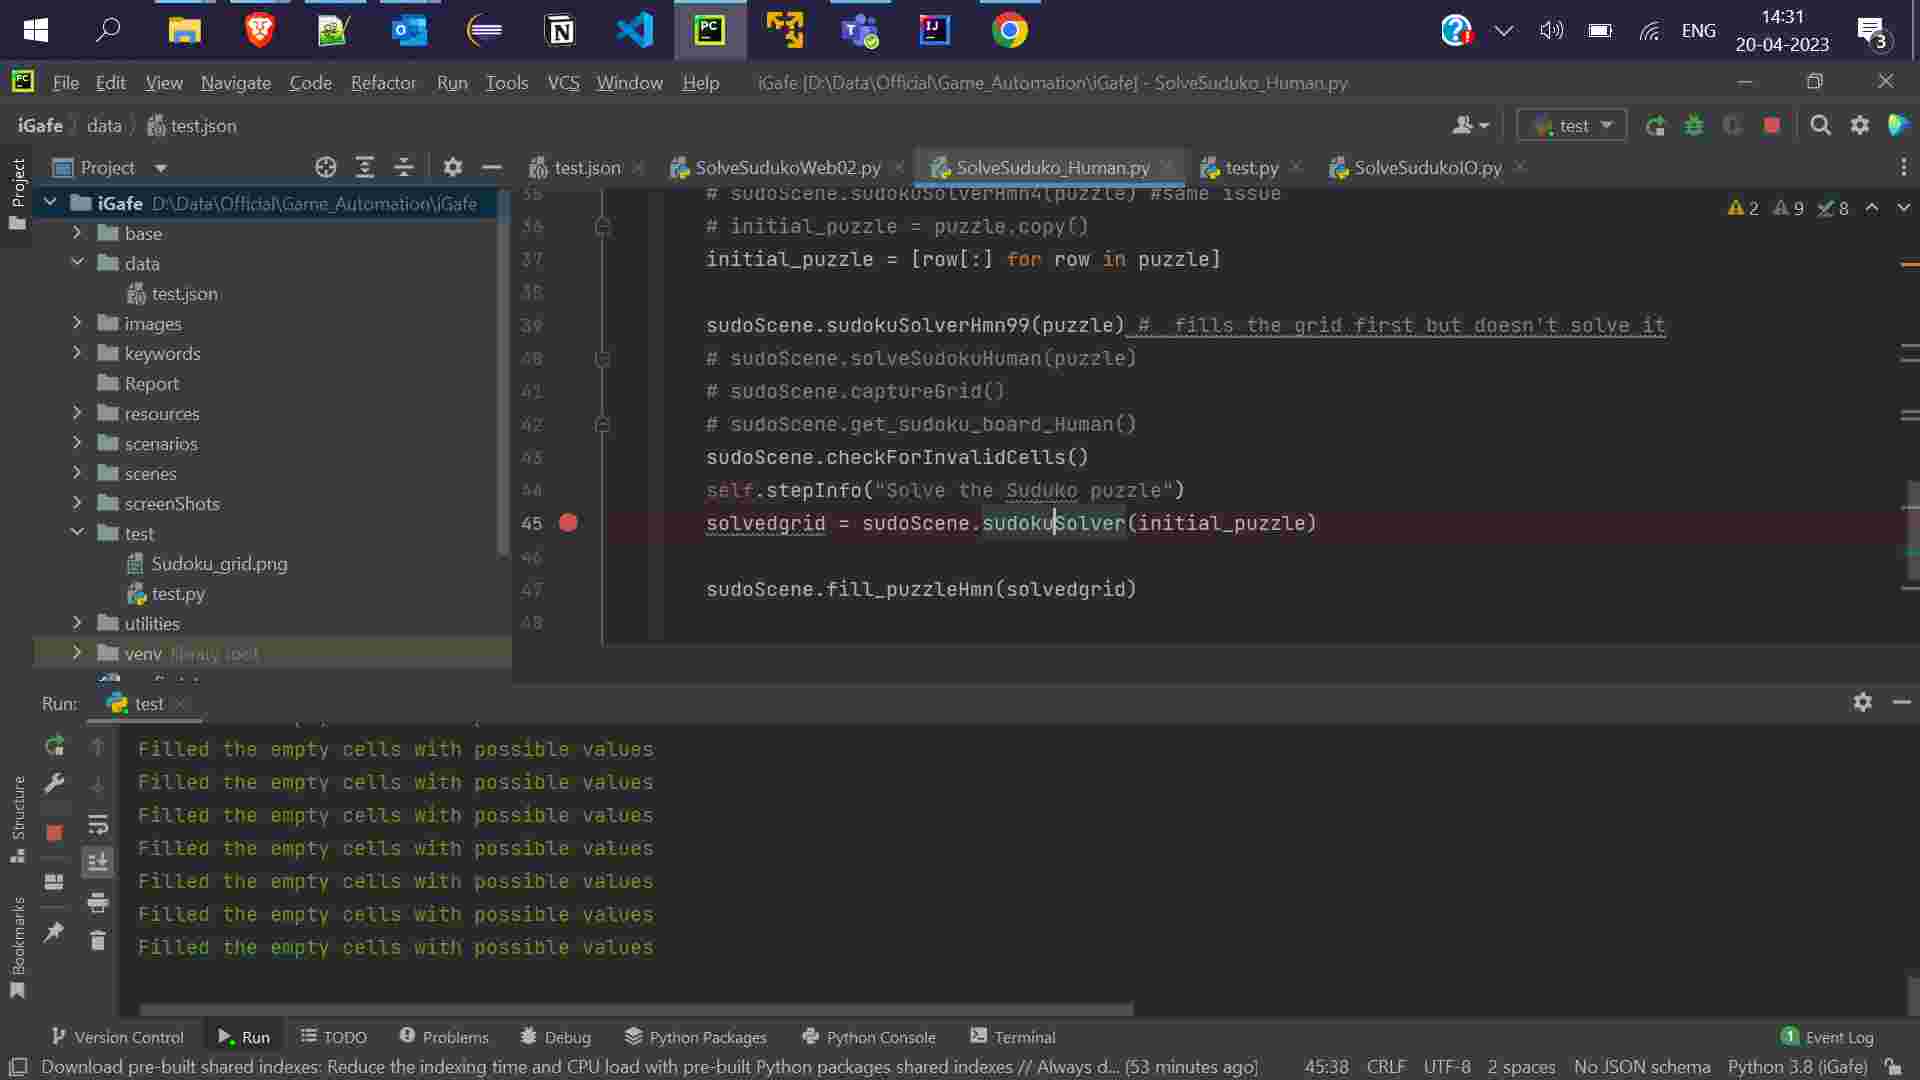 ENG
14:31
20-04-2023
3
File Edit View Navigate Code Refactor Run Tools VCS Window Help iGafe [D:\Data\Official\Game_Automation\iGafe] - SolveSuduko_Human.py
iGafe data test.json
test
Project
test.json SolveSudukoWeb02.py SolveSuduko_Human.py test.py SolveSudukoIO.py
Project
iGafe D:\Data\Official\Game_Automation\iGafe
base
data
test.json
images
keywords
Report
resources
scenarios
scenes
screenShots
test
Sudoku_grid.png
test.py
utilities
venv library root
2 9 8
35 # sudoScene.sudokuSolverHmn4(puzzle) #same issue
36 # initial_puzzle = puzzle.copy()
37 initial_puzzle = [row[:] for row in puzzle]
38
39 sudoScene.sudokuSolverHmn99(puzzle) # fills the grid first but doesn't solve it
40 # sudoScene.solveSudokuHuman(puzzle)
41 # sudoScene.captureGrid()
42 # sudoScene.get_sudoku_board_Human()
43 sudoScene.checkForInvalidCells()
44 self.stepInfo("Solve the Suduko puzzle")
45 solvedgrid = sudoScene.sudokuSolver(initial_puzzle)
46
47 sudoScene.fill_puzzleHmn(solvedgrid)
48
Run: test
Filled the empty cells with possible values
Filled the empty cells with possible values
Filled the empty cells with possible values
Filled the empty cells with possible values
Filled the empty cells with possible values
Filled the empty cells with possible values
Filled the empty cells with possible values
Structure
Bookmarks
Version Control Run TODO Problems Debug Python Packages Python Console Terminal 1 Event Log
Download pre-built shared indexes: Reduce the indexing time and CPU load with pre-built Python packages shared indexes // Always d... (53 minutes ago) 45:38 CRLF UTF-8 2 spaces No JSON schema Python 3.8 (iGafe)